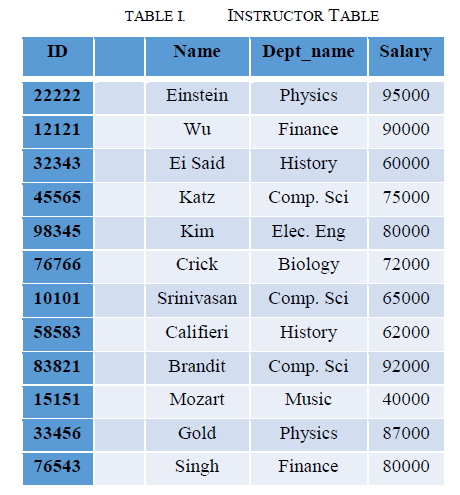 TABLE I. INSTRUCTOR TABLE
ID Name Dept_name Salary
22222 Einstein Physics 95000
12121 Wu Finance 90000
32343 Ei Said History 60000
45565 Katz Comp. Sci 75000
98345 Kim Elec. Eng 80000
76766 Crick Biology 72000
10101 Srinivasan Comp. Sci 65000
58583 Califieri History 62000
83821 Brandit Comp. Sci 92000
15151 Mozart Music 40000
33456 Gold Physics 87000
76543 Singh Finance 80000